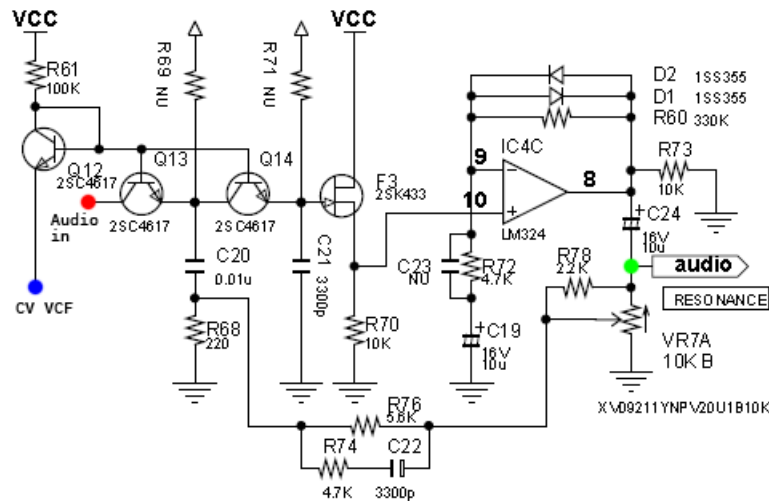 VCC
VCC
R61
100K
R69 NU
R71 NU
D2 1SS355
D1 1SS355
R60 330K
IC4C
R73
10K
Q12
2SC4617
Q13
2SC4617
Q14
2SC4617
F3
2SK433
9
10
8
LM324
C24
16V
10u
Audio
in
CV VCF
C20
0.01u
C21 3300p
C23
NU
R72
4.7K
R78
2.2K
audio
RESONANCE
R68
220
R70
10K
C19
16V
10u
VR7A
10K B
XV09211YNPV20U1B10K
R76
5.6K
R74
4.7K
C22
3300p